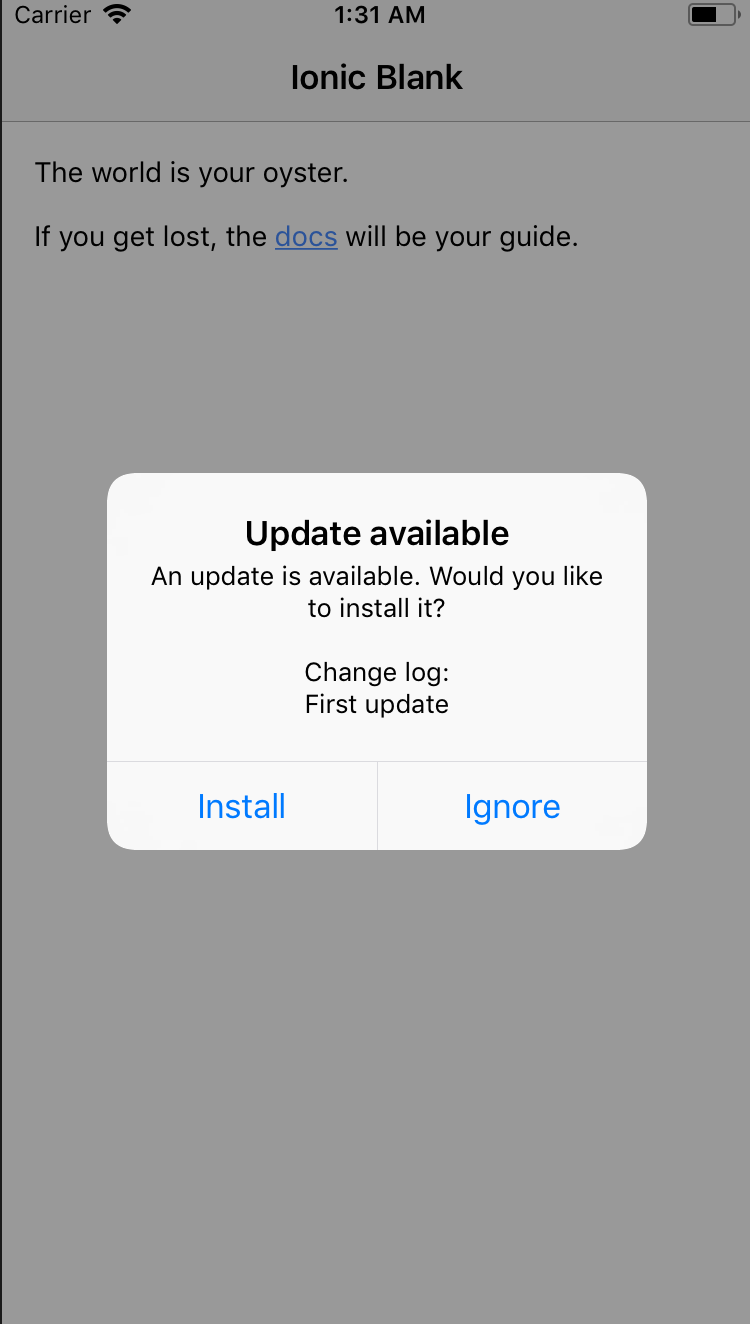 Carrier 1:31 AM
Ionic Blank
The world is your oyster.
If you get lost, the docs will be your guide.
Update available
An update is available. Would you like
to install it?
Change log:
First update
Install Ignore